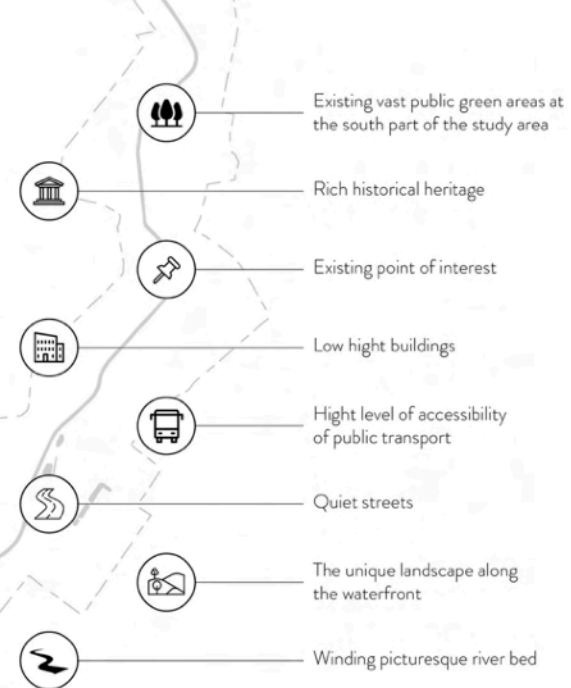 Existing vast public green areas at
the south part of the study area
Rich historical heritage
Existing point of interest
Low hight buildings
Hight level of accessibility
of public transport
Quiet streets
The unique landscape along
the waterfront
Winding picturesque river bed